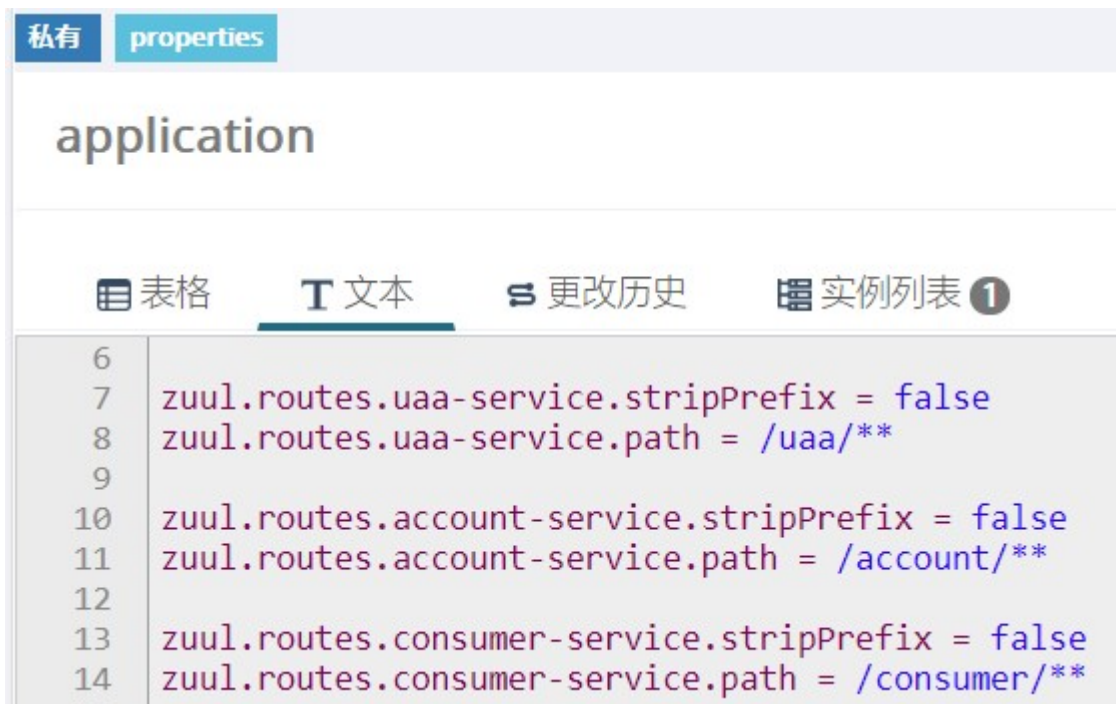 私有 properties
application
表格 文本 更改历史 实例列表 1
6
7 zuul.routes.uaa-service.stripPrefix = false
8 zuul.routes.uaa-service.path = /uaa/**
9
10 zuul.routes.account-service.stripPrefix = false
11 zuul.routes.account-service.path = /account/**
12
13 zuul.routes.consumer-service.stripPrefix = false
14 zuul.routes.consumer-service.path = /consumer/**